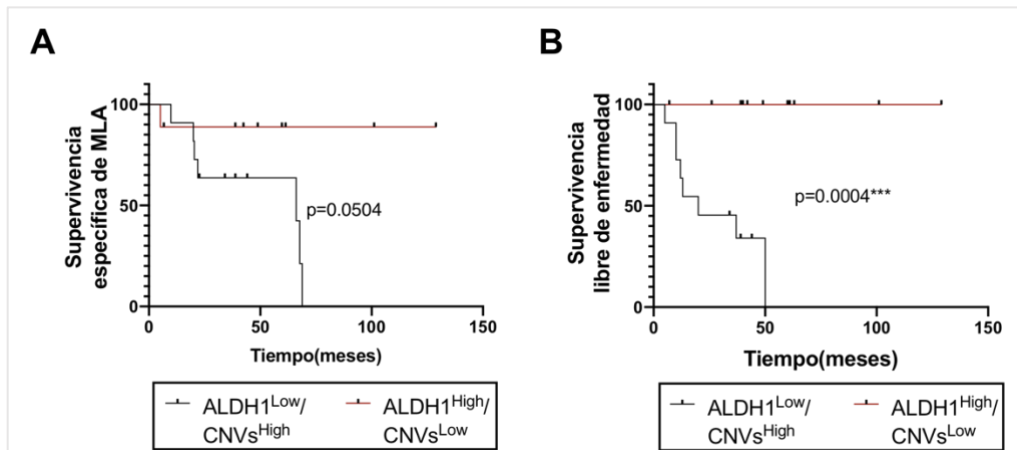 A
100
50
0
0
50
100
150
Supervivencia
específica de MLA
p=0.0504
Tiempo(meses)
ALDH1Low/
CNVsHigh
ALDH1High/
CNVsLow
B
100
50
0
0
50
100
150
Supervivencia
libre de enfermedad
p=0.0004***
Tiempo(meses)
ALDH1Low/
CNVsHigh
ALDH1High/
CNVsLow